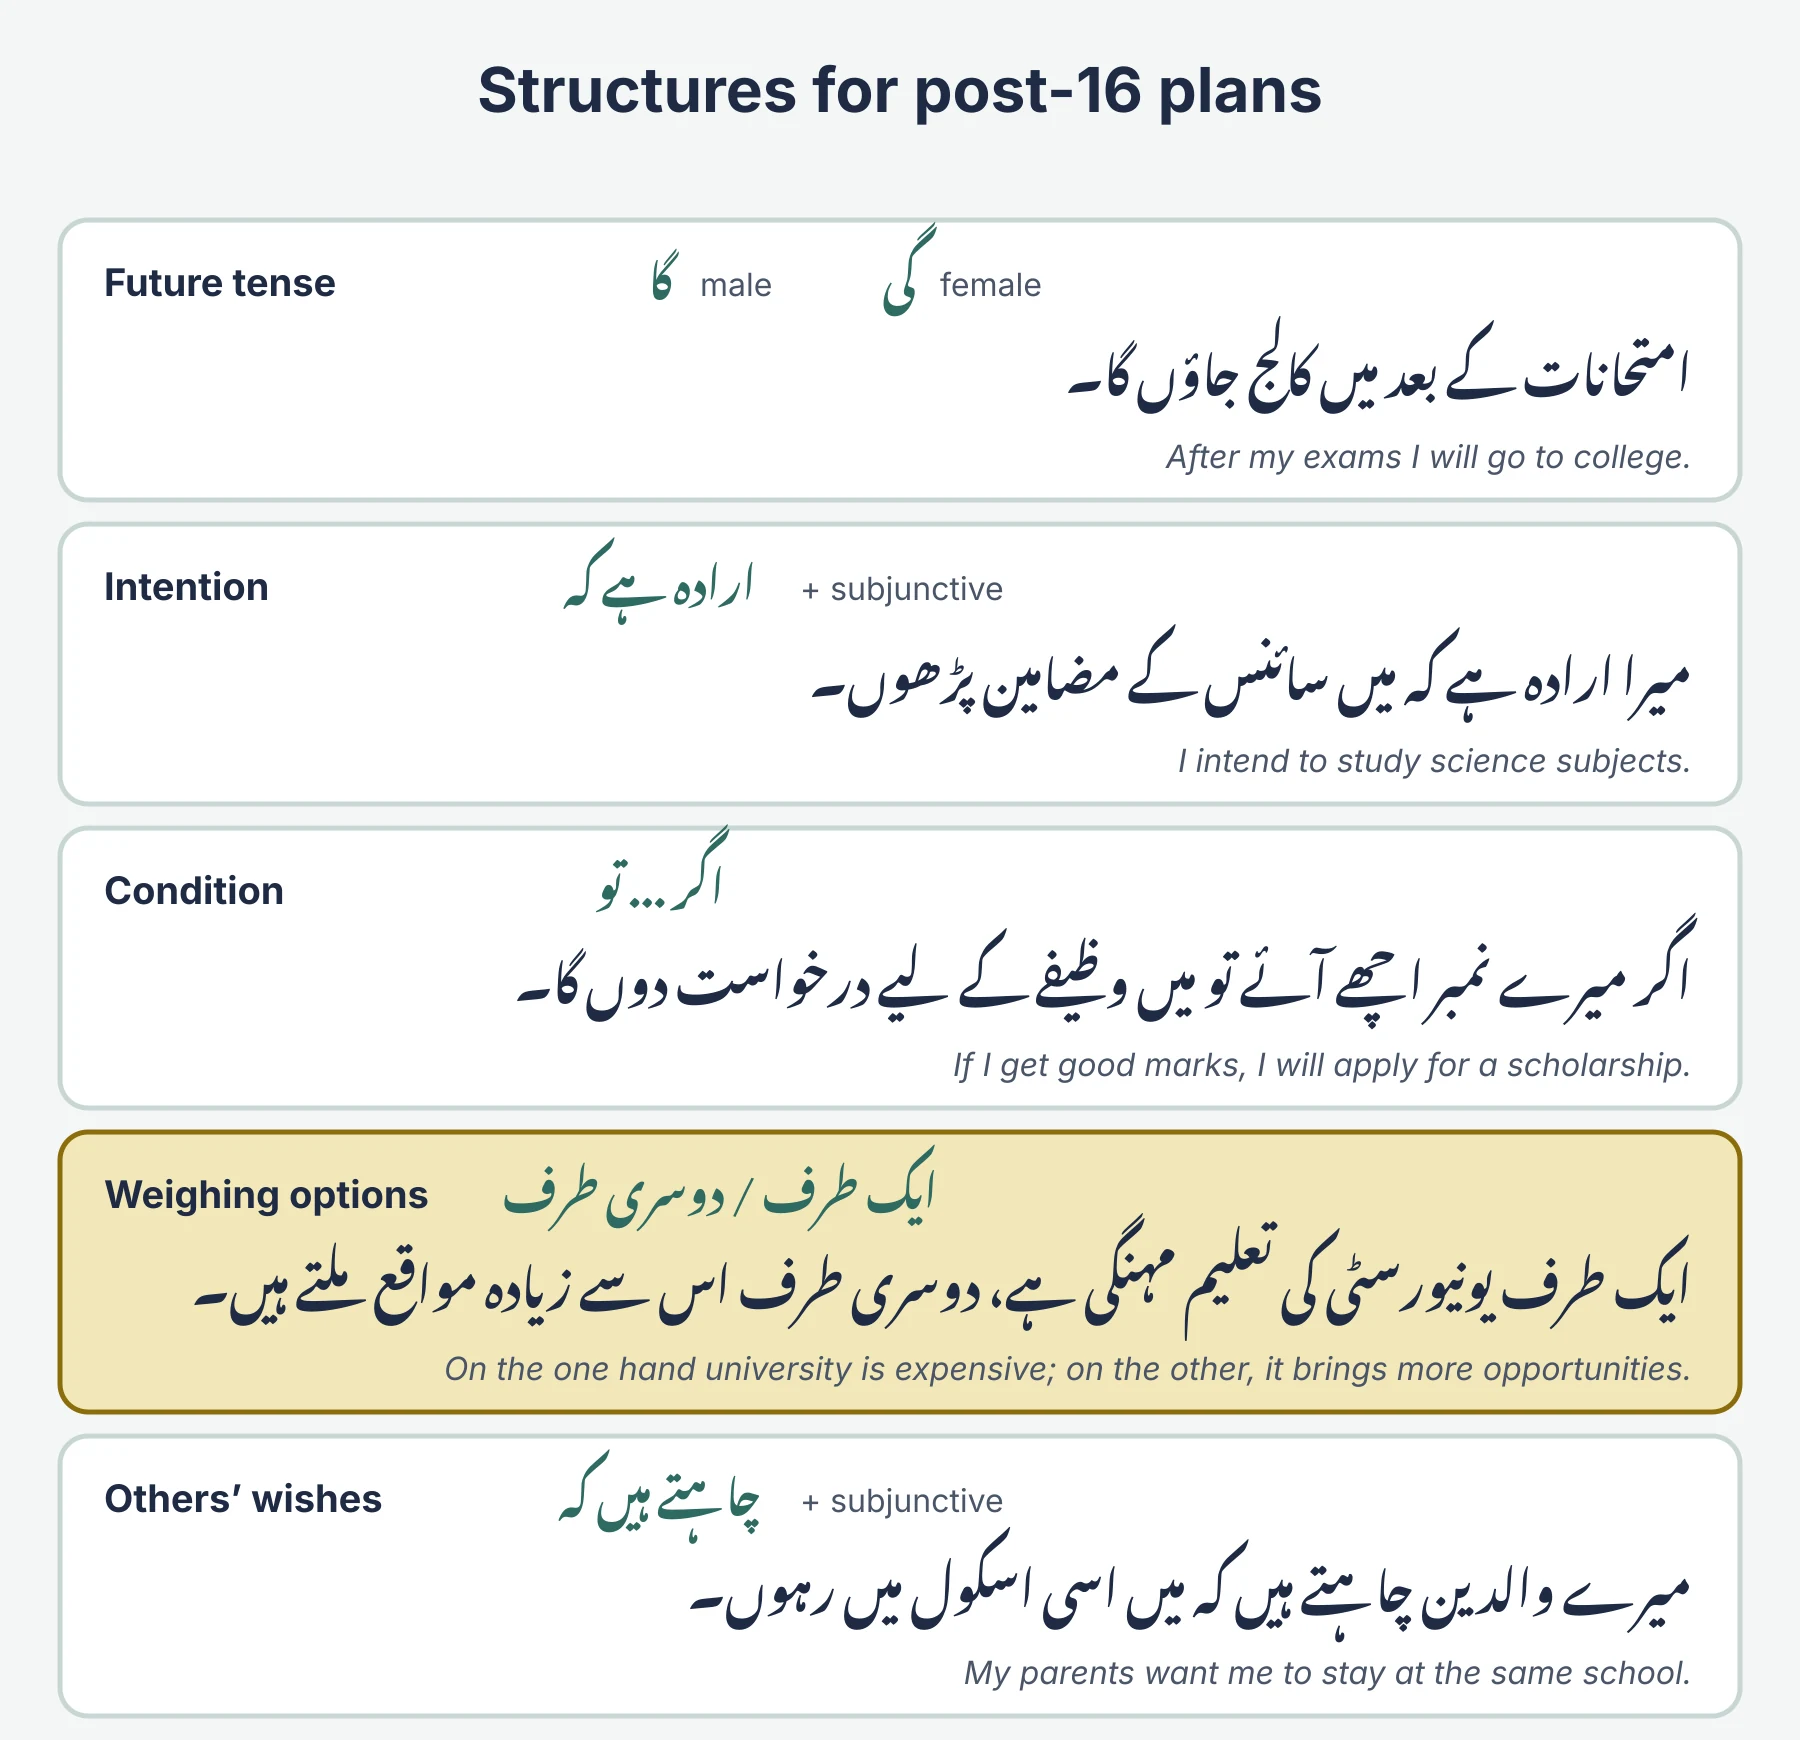 Structures for post-16 plans
Future tense گا male گی female
امتحانات کے بعد میں کالج جاؤں گا۔
After my exams I will go to college.
Intention ارادہ ہے کہ + subjunctive
میرا ارادہ ہے کہ میں سائنس کے مضامین پڑھوں۔
I intend to study science subjects.
Condition اگر ... تو
اگر میرے نمبر اچھے آئے تو میں وظیفے کے لیے درخواست دوں گا۔
If I get good marks, I will apply for a scholarship.
Weighing options ایک طرف / دوسری طرف
ایک طرف یونیورسٹی کی تعلیم مہنگی ہے، دوسری طرف اس سے زیادہ مواقع ملتے ہیں۔
On the one hand university is expensive; on the other, it brings more opportunities.
Others’ wishes چاہتے ہیں کہ + subjunctive
میرے والدین چاہتے ہیں کہ میں اسی اسکول میں رہوں۔
My parents want me to stay at the same school.